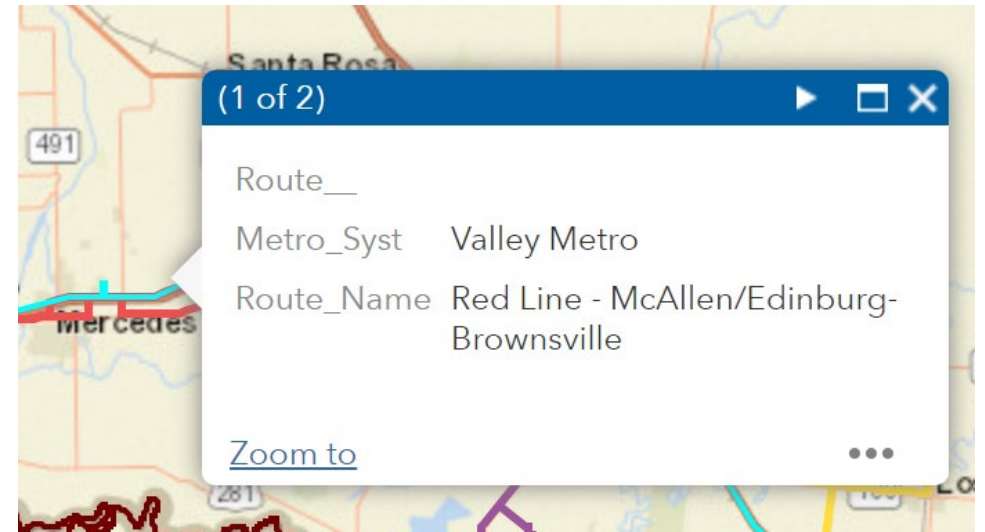 Santa Rosa
(1 of 2)
491
Route__
Metro_Syst Valley Metro
Route_Name Red Line - McAllen/Edinburg-
Brownsville
Mercedes
Zoom to
281
Lo